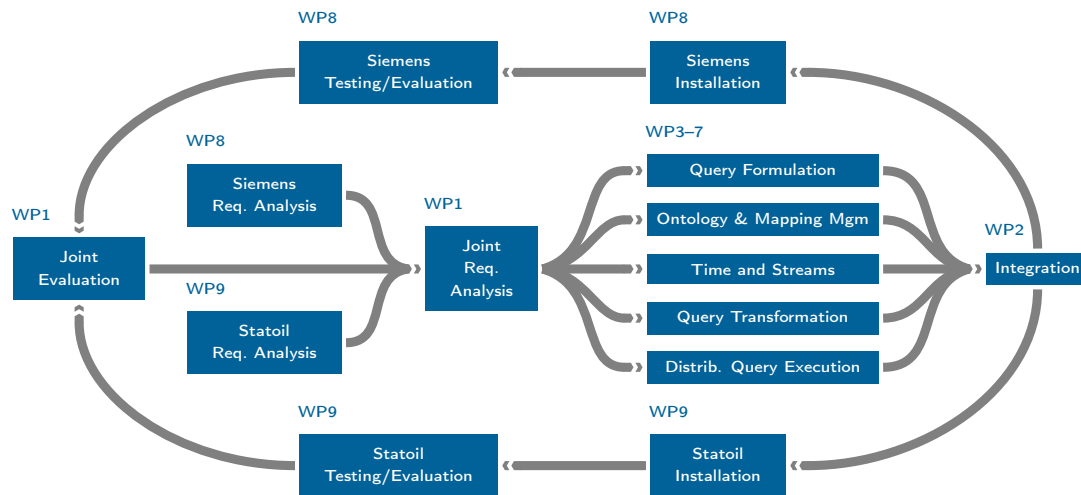 WP8
Siemens
Testing/Evaluation
WP8
Siemens
Installation
WP8
Siemens
Req. Analysis
WP3–7
Query Formulation
Ontology & Mapping Mgm
Time and Streams
Query Transformation
Distrib. Query Execution
WP1
Joint
Evaluation
WP1
Joint
Req.
Analysis
WP2
Integration
WP9
Statoil
Req. Analysis
WP9
Statoil
Testing/Evaluation
WP9
Statoil
Installation